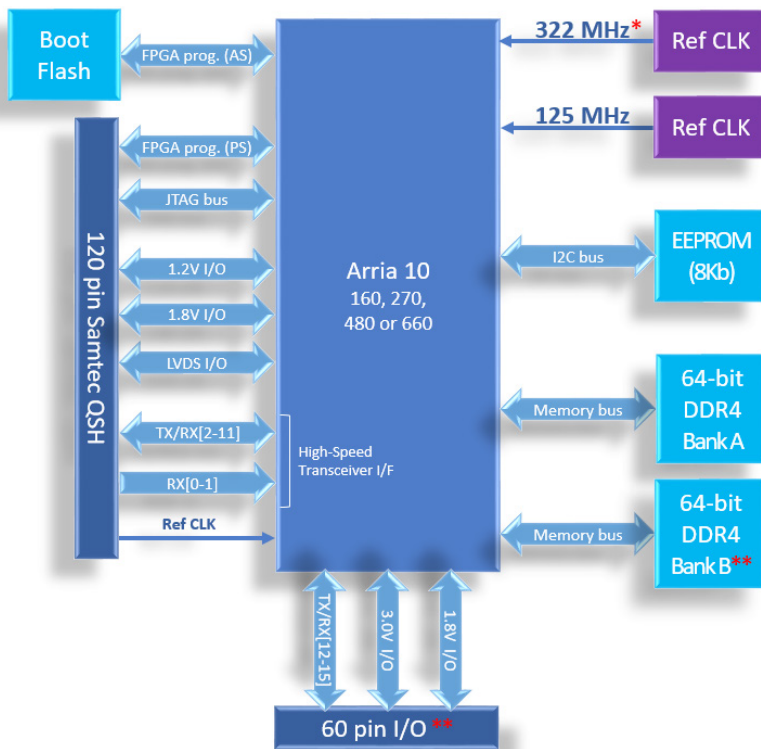 Boot
Flash
FPGA prog. (AS)
322 MHz*
Ref CLK
125 MHz
Ref CLK
120 pin Samtec QSH
FPGA prog. (PS)
JTAG bus
1.2V I/O
1.8V I/O
LVDS I/O
TX/RX[2-11]
RX[0-1]
Ref CLK
Arria 10
160, 270,
480 or 660
High-Speed
Transceiver I/F
I2C bus
EEPROM
(8Kb)
Memory bus
64-bit
DDR4
Bank A
Memory bus
64-bit
DDR4
Bank B**
TX/RX[12-15]
3.0V I/O
1.8V I/O
60 pin I/O **